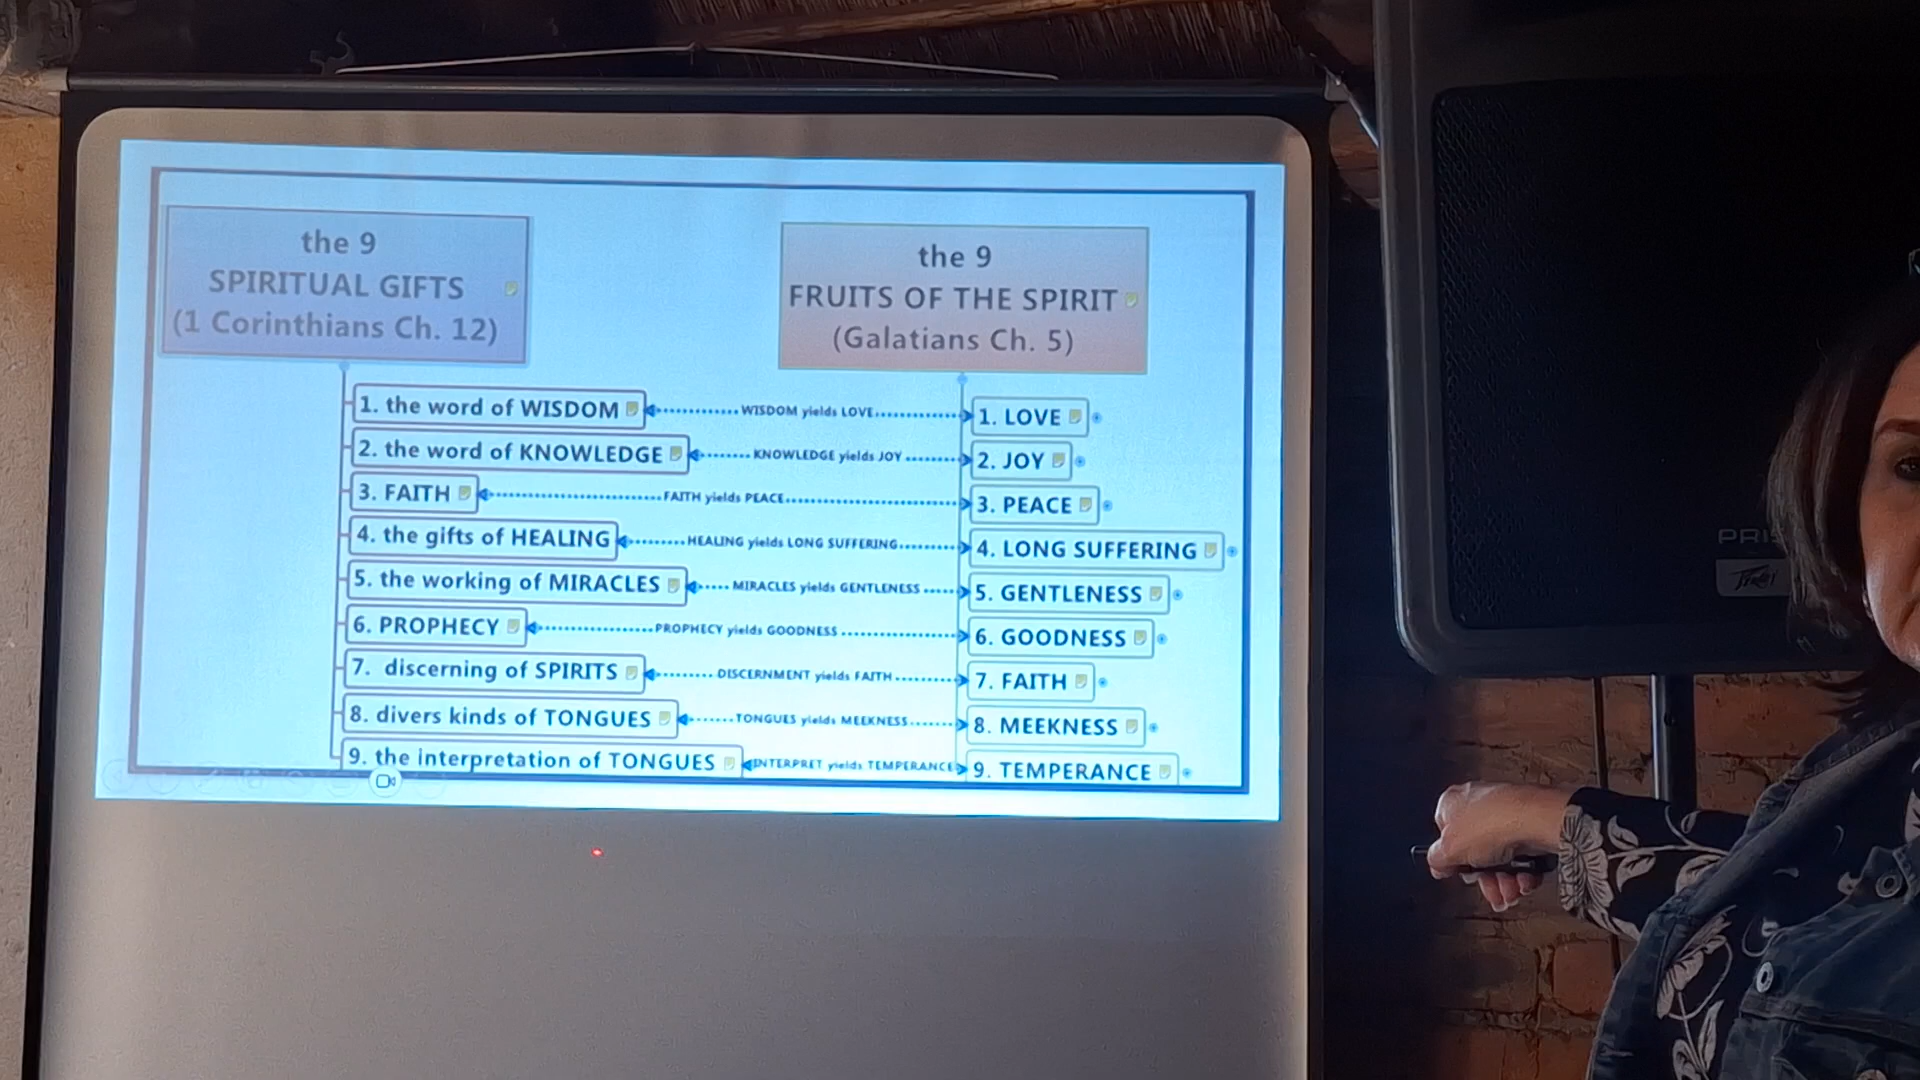 the 9
SPIRITUAL GIFTS
(1 Corinthians Ch. 12)
the 9
FRUITS OF THE SPIRIT
(Galatians Ch. 5)
1. the word of WISDOM WISDOM yields LOVE 1. LOVE
2. the word of KNOWLEDGE KNOWLEDGE yields JOY 2. JOY
3. FAITH FAITH yields PEACE 3. PEACE
4. the gifts of HEALING HEALING yields LONG SUFFERING 4. LONG SUFFERING
5. the working of MIRACLES MIRACLES yields GENTLENESS 5. GENTLENESS
6. PROPHECY PROPHECY yields GOODNESS 6. GOODNESS
7. discerning of SPIRITS DISCERNMENT yields FAITH 7. FAITH
8. divers kinds of TONGUES TONGUES yields MEEKNESS 8. MEEKNESS
9. the interpretation of TONGUES INTERPRET yields TEMPERANCE 9. TEMPERANCE
Peavey